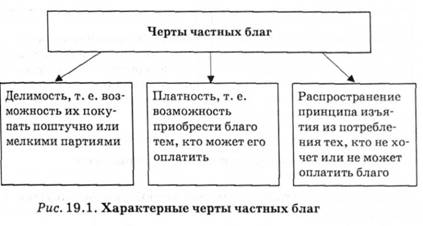 Черты частных благ
Делимость, т. е. воз-
можность их поку-
пать поштучно или
мелкими партиями
Платность, т. е.
возможность
приобрести благо
тем, кто может его
оплатить
Распространение
принципа изъя-
тия из потребле-
ния тех, кто не хо-
чет или не может
оплатить благо
Рис. 19.1. Характерные черты частных благ